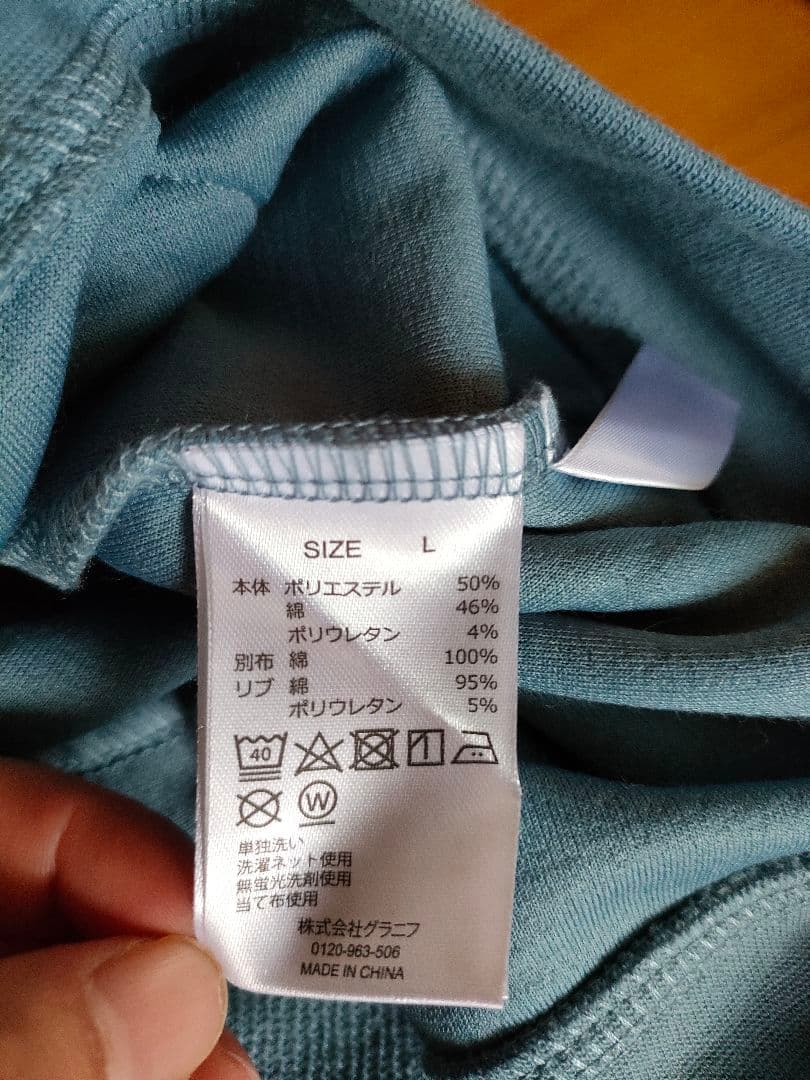 SIZE L
本体 ポリエステル 50%
綿 46%
ポリウレタン 4%
別布 綿 100%
リブ 綿 95%
ポリウレタン 5%
40
W
単独洗い
洗濯ネット使用
無蛍光洗剤使用
当て布使用
株式会社グラニフ
0120-963-506
MADE IN CHINA